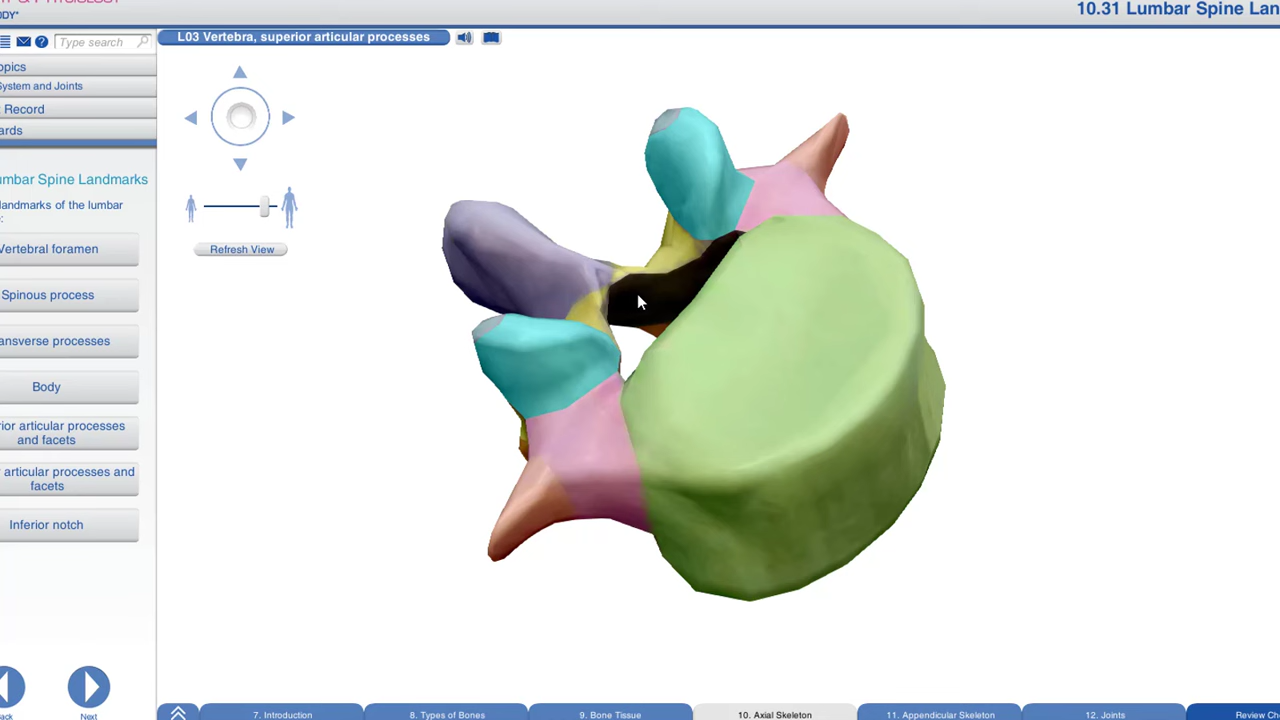 10.31 Lumbar Spine Lan
ODY*
L03 Vertebra, superior articular processes
Type search
opics
System and Joints
Record
ards
umbar Spine Landmarks
landmarks of the lumbar
e:
Vertebral foramen
Spinous process
ansverse processes
Body
rior articular processes
and facets
articular processes and
facets
Inferior notch
Refresh View
ack
Next
7. Introduction
8. Types of Bones
9. Bone Tissue
10. Axial Skeleton
11. Appendicular Skeleton
12. Joints
Review Ch